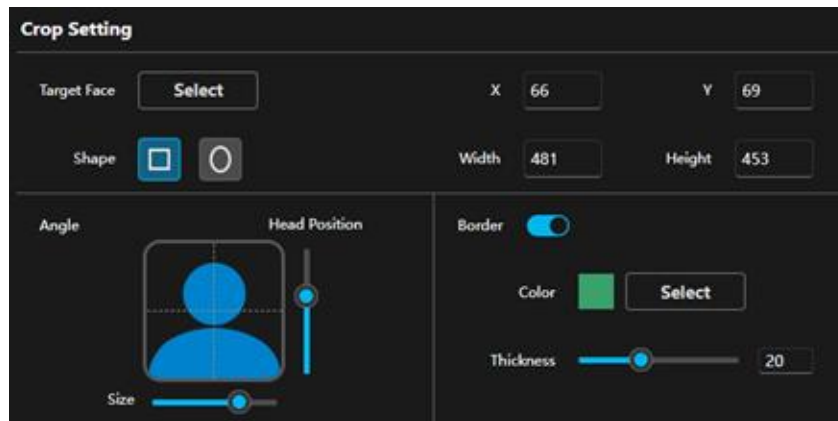 Crop Setting
Target Face Select X 66 Y 69
Shape Width 481 Height 453
Angle Head Position Border
Color Select
Thickness 20
Size